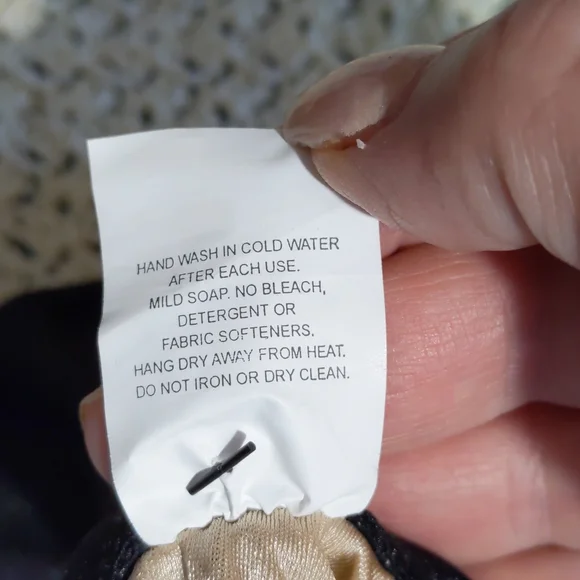 HAND WASH IN COLD WATER
AFTER EACH USE.
MILD SOAP. NO BLEACH,
DETERGENT OR
FABRIC SOFTENERS.
HANG DRY AWAY FROM HEAT.
DO NOT IRON OR DRY CLEAN.